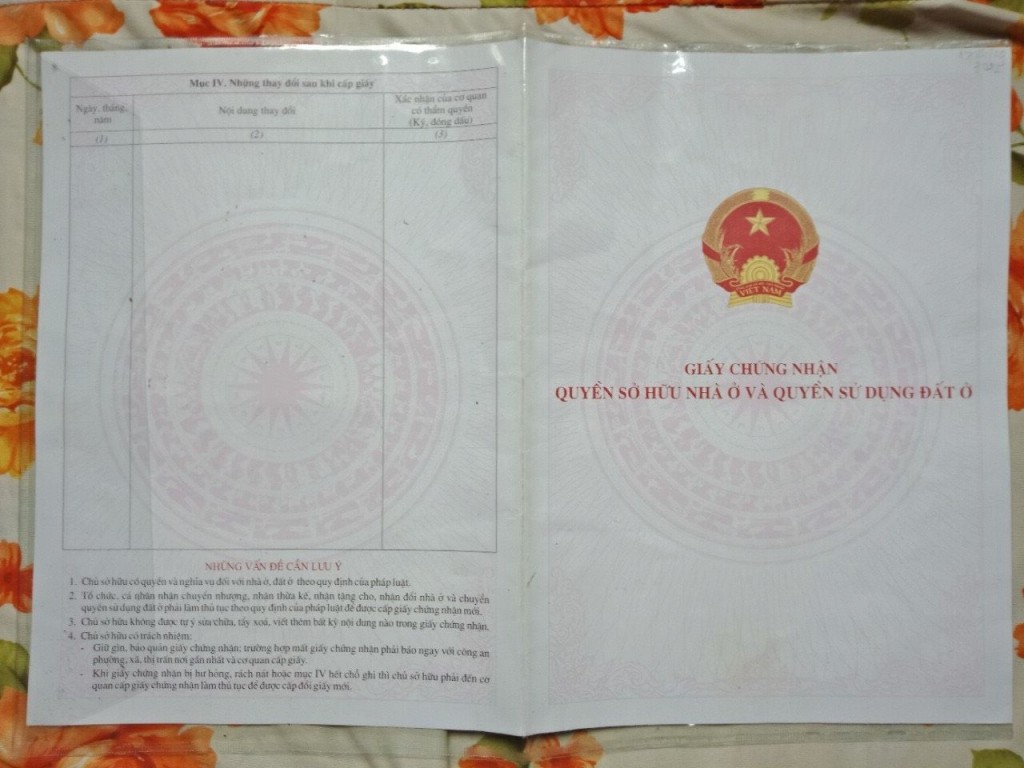 Mục IV. Những thay đổi sau khi cấp giấy
Ngày, tháng, năm
Nội dung thay đổi
Xác nhận của cơ quan
có thẩm quyền
(Ký, đóng dấu)
(1)
(2)
(3)
NHỮNG VẤN ĐỀ CẦN LƯU Ý
1. Chủ sở hữu có quyền và nghĩa vụ đối với nhà ở, đất ở theo quy định của pháp luật.
2. Tổ chức, cá nhân nhận chuyển nhượng, nhận thừa kế, nhận tặng cho, nhận đổi nhà ở và chuyển
quyền sử dụng đất ở phải làm thủ tục theo quy định của pháp luật để được cấp giấy chứng nhận mới.
3. Chủ sở hữu không được tự ý sửa chữa, tẩy xoá, viết thêm bất kỳ nội dung nào trong giấy chứng nhận.
4. Chủ sở hữu có trách nhiệm:
- Giữ gìn, bảo quản giấy chứng nhận; trường hợp mất giấy chứng nhận phải báo ngay với công an
phường, xã, thị trấn nơi gần nhất và cơ quan cấp giấy.
- Khi giấy chứng nhận bị hư hỏng, rách nát hoặc mục IV hết chỗ ghi thì chủ sở hữu phải đến cơ
quan cấp giấy chứng nhận làm thủ tục để được cấp đổi giấy mới.
VIỆT NAM
GIẤY CHỨNG NHẬN
QUYỀN SỞ HỮU NHÀ Ở VÀ QUYỀN SỬ DỤNG ĐẤT Ở